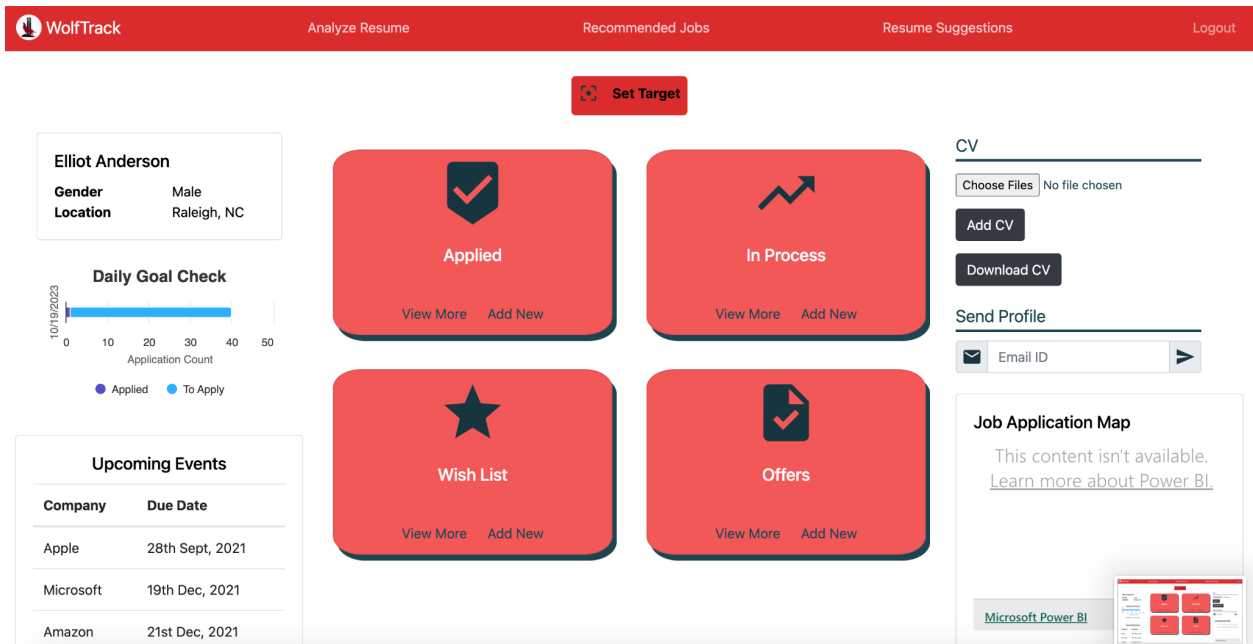 WolfTrack Analyze Resume Recommended Jobs Resume Suggestions Logout
Set Target
Elliot Anderson
Gender Male
Location Raleigh, NC
Daily Goal Check
10/19/2023
0 10 20 30 40 50
Application Count
Applied To Apply
Upcoming Events
Company Due Date
Apple 28th Sept, 2021
Microsoft 19th Dec, 2021
Amazon 21st Dec, 2021
Applied
View More Add New
In Process
View More Add New
Wish List
View More Add New
Offers
View More Add New
CV
Choose Files No file chosen
Add CV
Download CV
Send Profile
Email ID
Job Application Map
This content isn't available.
Learn more about Power BI.
Microsoft Power BI